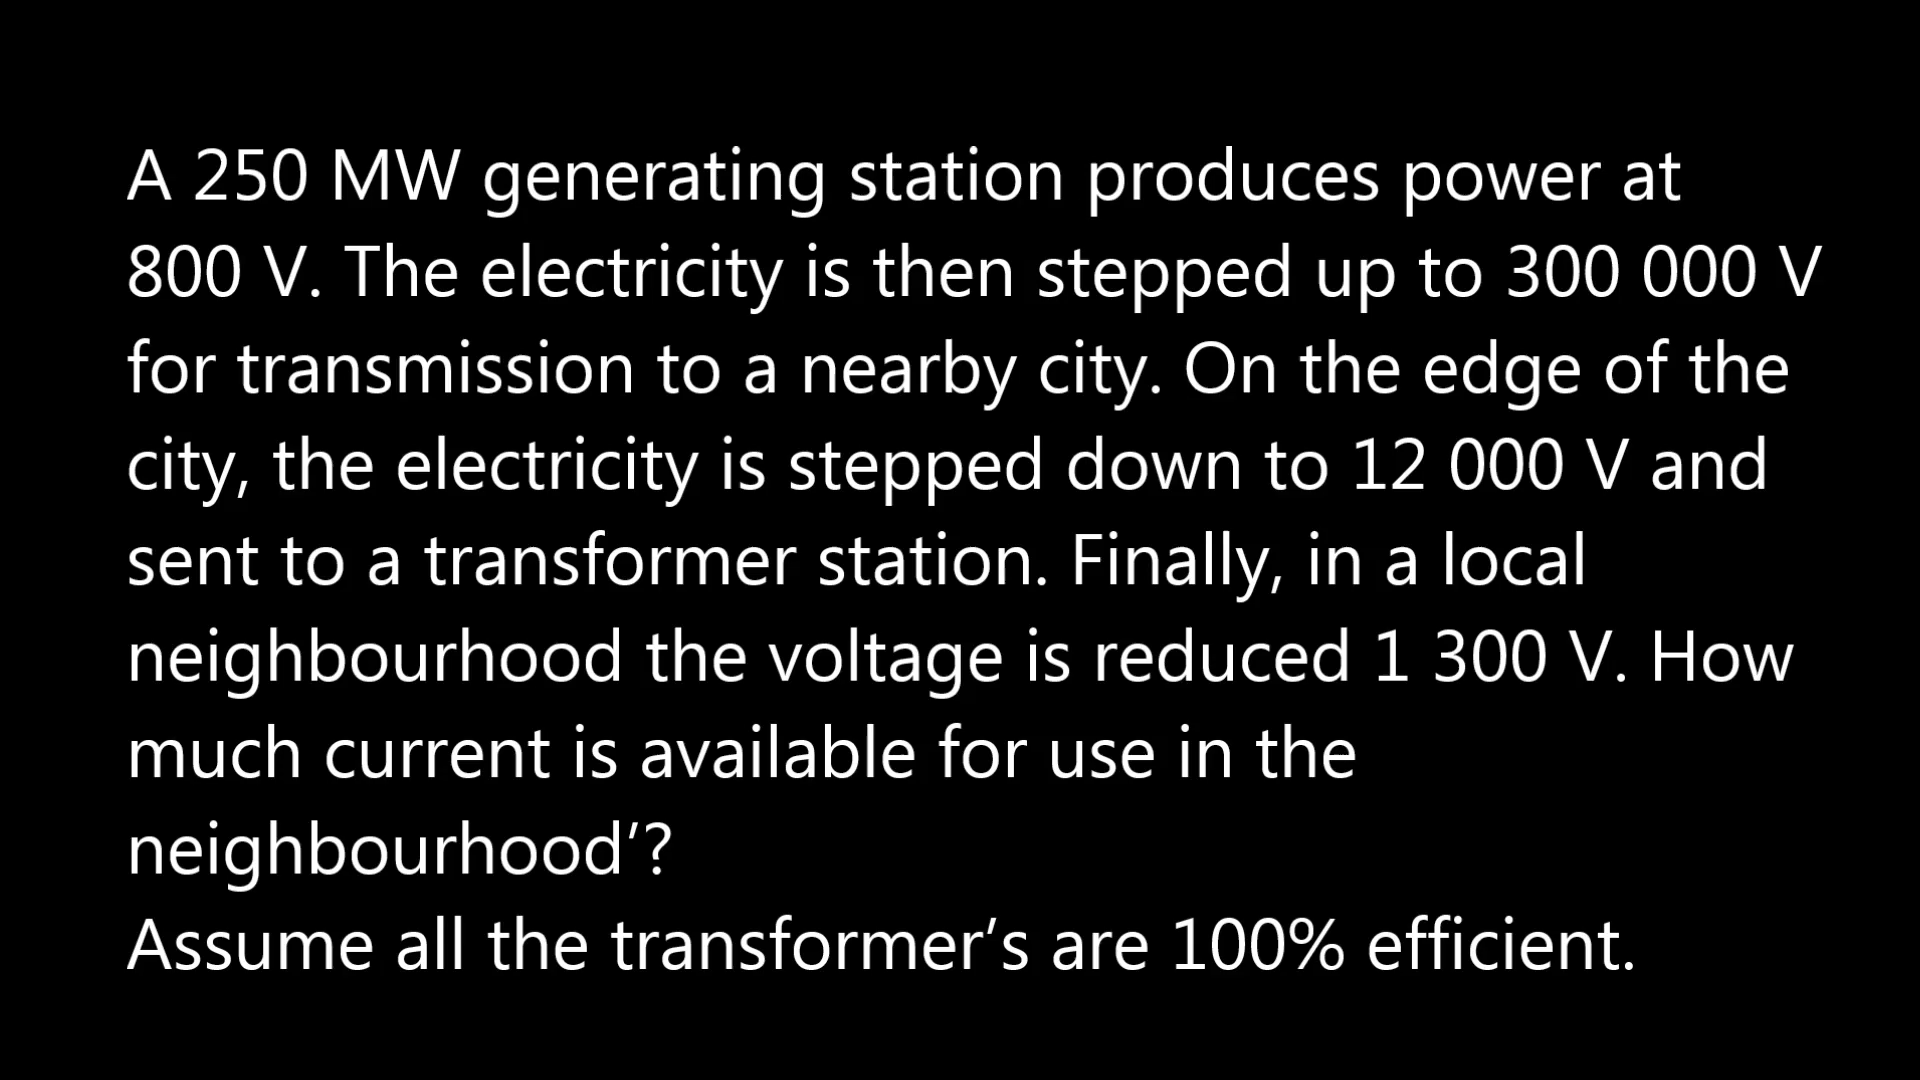 A 250 MW generating station produces power at
800 V. The electricity is then stepped up to 300 000 V
for transmission to a nearby city. On the edge of the
city, the electricity is stepped down to 12 000 V and
sent to a transformer station. Finally, in a local
neighbourhood the voltage is reduced 1 300 V. How
much current is available for use in the
neighbourhood’?
Assume all the transformer’s are 100% efficient.